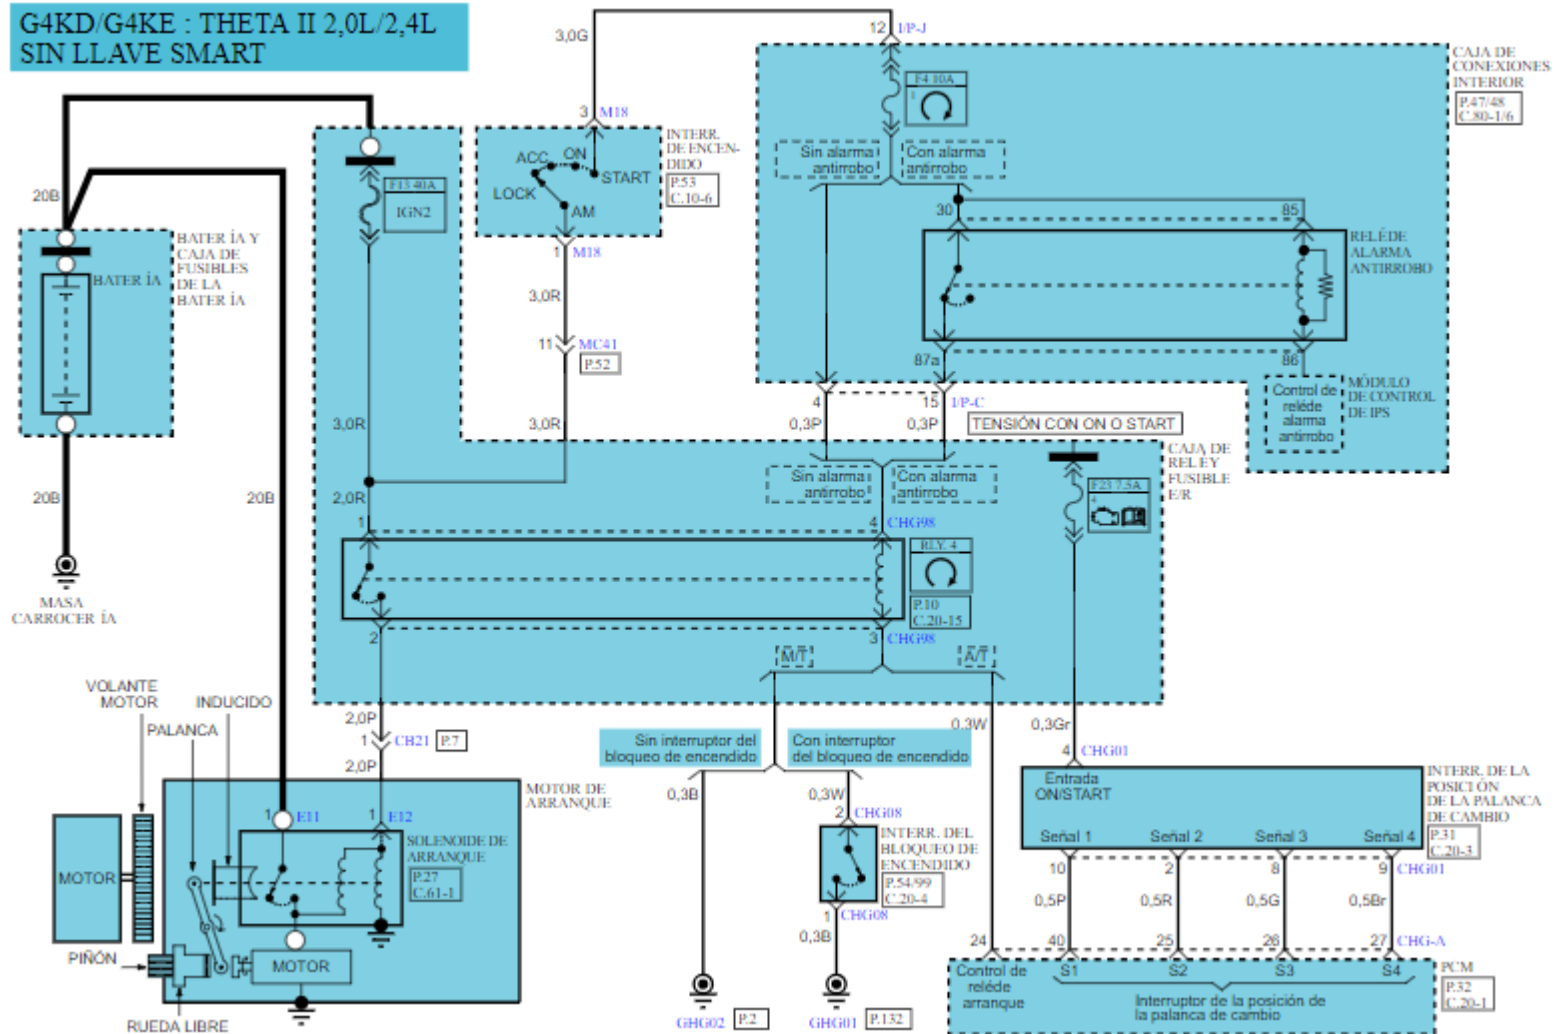 G4KD/G4KE : THETA II 2,0L/2,4L
SIN LLAVE SMART
3,0G
12
I/P-J
CAJA DE
CONEXIONES
INTERIOR
P.47/48
C.80-1/6
F4 10A
1
Sin alarma
antirrobo
Con alarma
antirrobo
3
M18
INTERR.
DE ENCEN-
DIDO
P.53
C.10-6
ACC
ON
START
LOCK
AM
1
M18
F13 40A
IGN2
20B
BATER ÍA Y
CAJA DE
FUSIBLES
DE LA
BATER ÍA
BATER ÍA
30
85
RELÉDE
ALARMA
ANTIRROBO
87a
86
3,0R
11
MC41
P.52
Control de
reléde
alarma
antirrobo
MÓDULO
DE CONTROL
DE IPS
4
15
I/P-C
0,3P
0,3P
TENSIÓN CON ON O START
3,0R
3,0R
CAJA DE
RELEY
FUSIBLE
E/R
Sin alarma
antirrobo
Con alarma
antirrobo
F23 7.5A
4
20B
20B
2,0R
1
4
CHG98
RLY. 4
P.10
C.20-15
MASA
CARROCER ÍA
2
3
CHG98
M/T
A/T
VOLANTE
MOTOR
INDUCIDO
PALANCA
2,0P
1
CB21
P.7
2,0P
Sin interruptor del
bloqueo de encendido
Con interruptor
del bloqueo de encendido
0,3W
0,3Gr
4
CHG01
MOTOR DE
ARRANQUE
0,3B
0,3W
2
CHG08
Entrada
ON/START
INTERR. DE LA
POSICI ÓN
DE LA PALANCA
DE CAMBIO
P.31
C.20-3
Señal 1
Señal 2
Señal 3
Señal 4
1
E11
1
E12
SOLENOIDE DE
ARRANQUE
P.27
C.61-1
INTERR. DEL
BLOQUEO DE
ENCENDIDO
P.54/99
C.20-4
10
2
8
9
CHG01
MOTOR
0,5P
0,5R
0,5G
0,5Br
1
CHG08
0,3B
24
40
25
26
27
CHG-A
PIÑÓN
MOTOR
RUEDA LIBRE
Control de
reléde
arranque
S1
S2
S3
S4
Interruptor de la posición de
la palanca de cambio
PCM
P.32
C.20-1
GHG02
P.2
GHG01
P.132